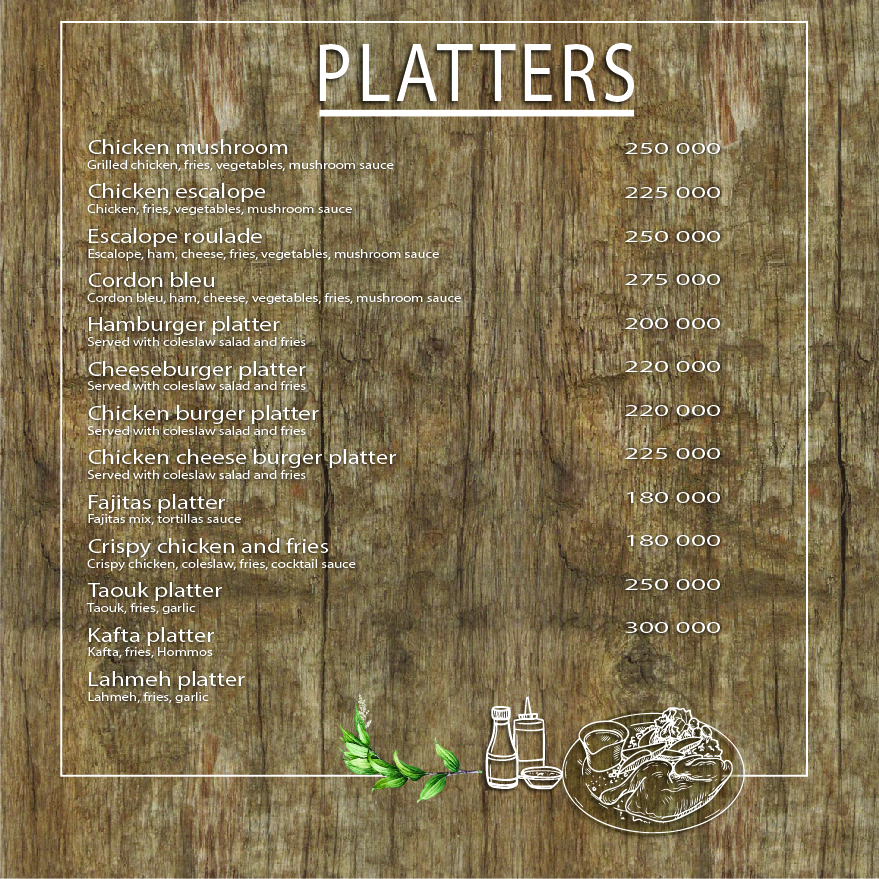 PLATTERS
Chicken mushroom 250 000
Grilled chicken, fries, vegetables, mushroom sauce
Chicken escalope 225 000
Chicken, fries, vegetables, mushroom sauce
Escalope roulade 250 000
Escalope, ham, cheese, fries, vegetables, mushroom sauce
Cordon bleu 275 000
Cordon bleu, ham, cheese, vegetables, fries, mushroom sauce
Hamburger platter 200 000
Served with coleslaw salad and fries
Cheeseburger platter 220 000
Served with coleslaw salad and fries
Chicken burger platter 220 000
Served with coleslaw salad and fries
Chicken cheese burger platter 225 000
Served with coleslaw salad and fries
Fajitas platter 180 000
Fajitas mix, tortillas sauce
Crispy chicken and fries 180 000
Crispy chicken, coleslaw, fries, cocktail sauce
Taouk platter 250 000
Taouk, fries, garlic
Kafta platter 300 000
Kafta, fries, Hommos
Lahmeh platter
Lahmeh, fries, garlic